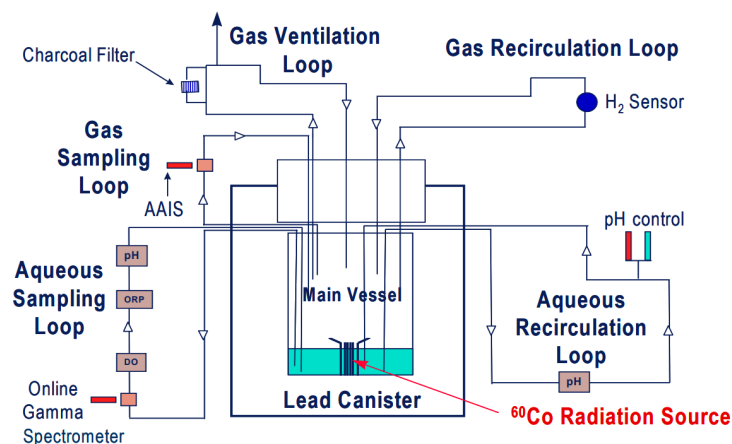 Gas Ventilation
Loop
Gas Recirculation Loop
Charcoal Filter
H2 Sensor
Gas
Sampling
Loop
AAIS
pH control
pH
Aqueous
Sampling
Loop
ORP
Main Vessel
Aqueous
Recirculation
Loop
DO
pH
Online
Gamma
Spectrometer
Lead Canister
60Co Radiation Source